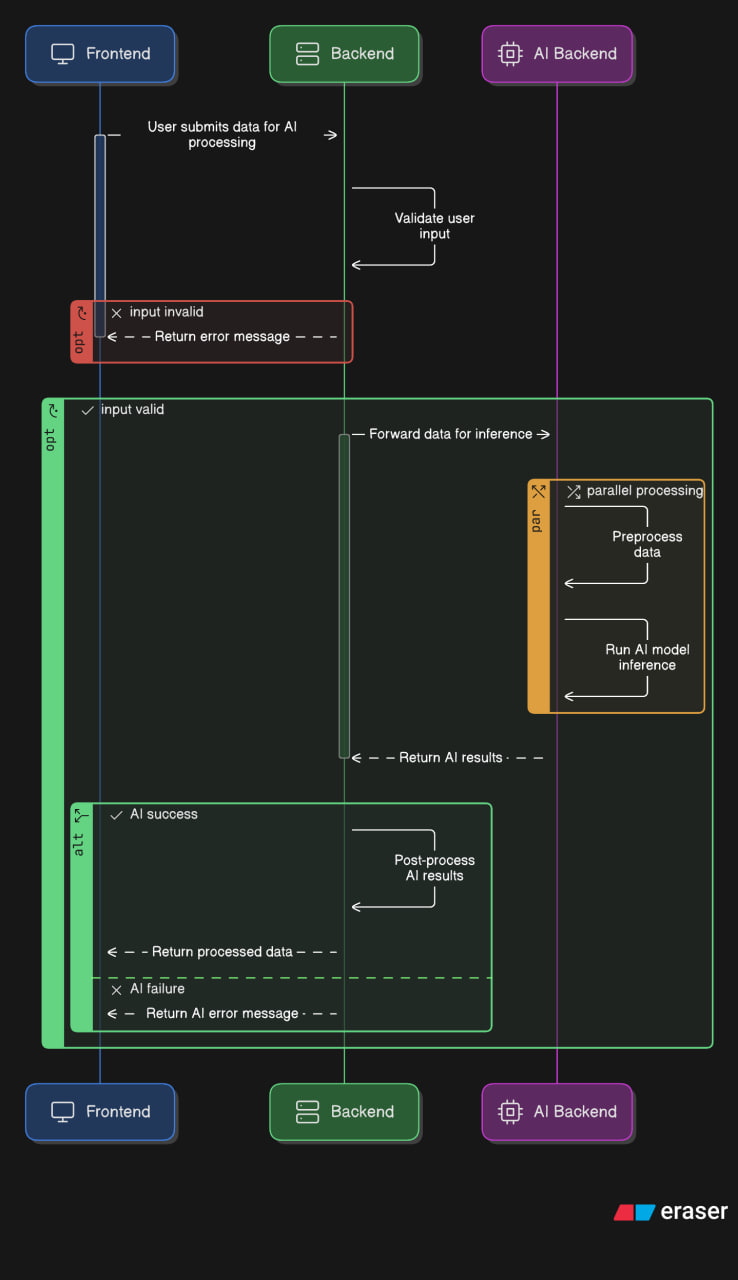 Frontend
Backend
AI Backend
User submits data for AI
processing
Validate user
input
opt
input invalid
Return error message
opt
input valid
Forward data for inference
par
parallel processing
Preprocess
data
Run AI model
inference
Return AI results
alt
AI success
Post-process
AI results
Return processed data
AI failure
Return AI error message
Frontend
Backend
AI Backend
eraser